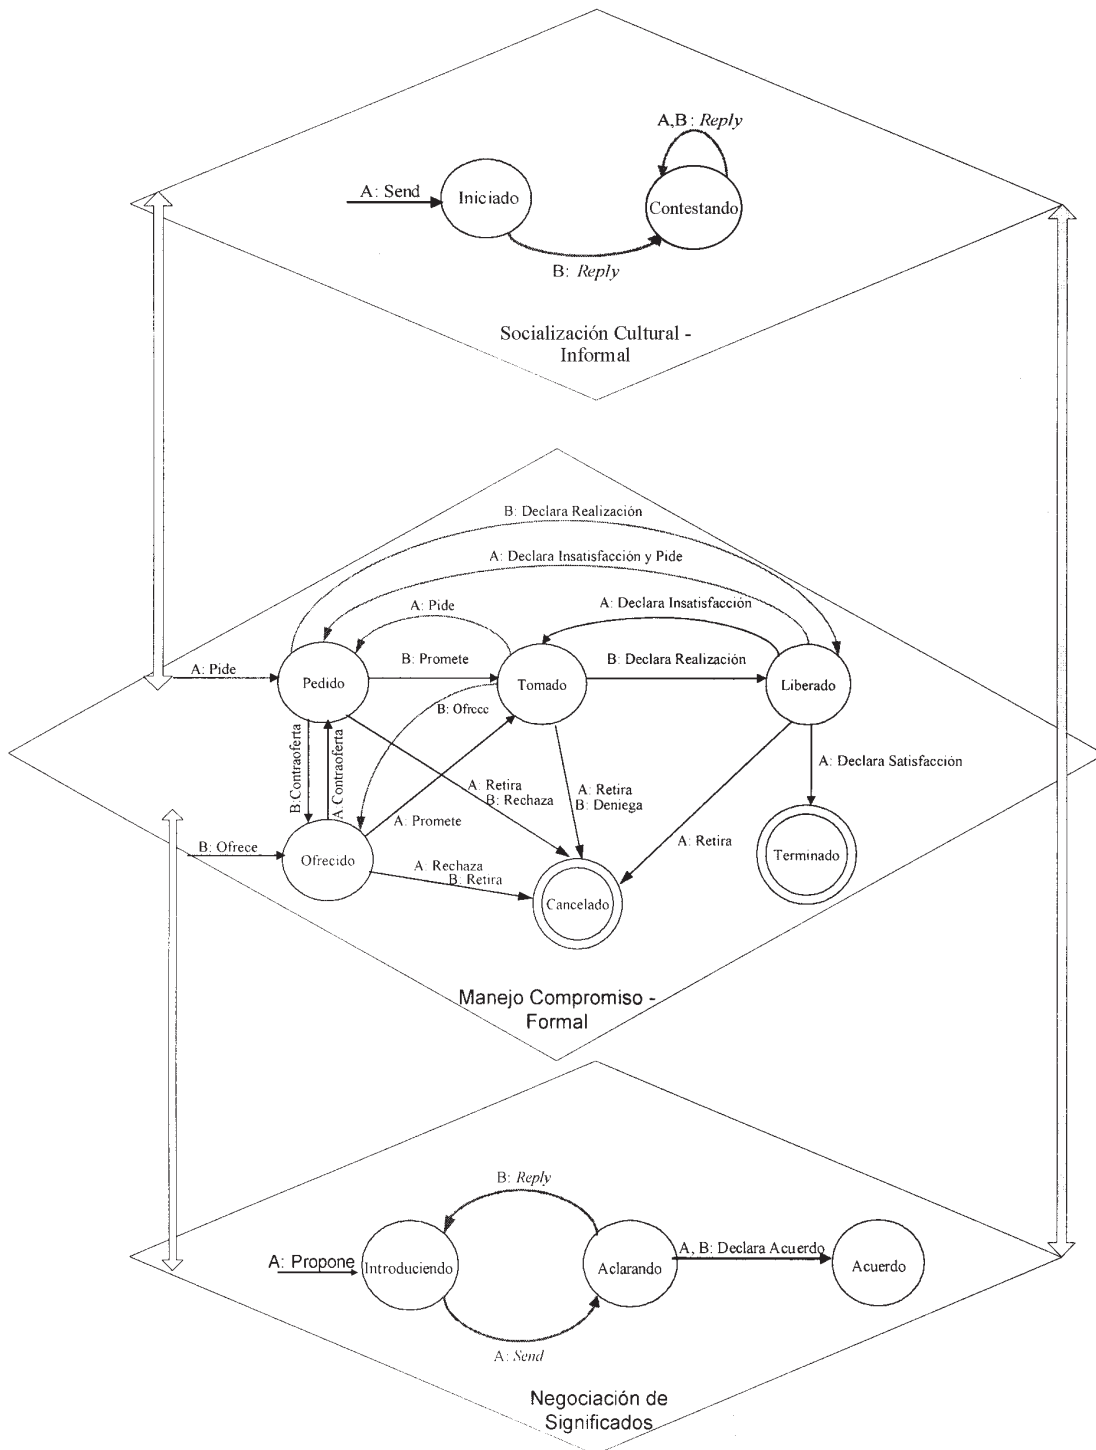 A,B: Reply
A: Send
Iniciado
Contestando
B: Reply
Socialización Cultural -
Informal
B: Declara Realización
A: Declara Insatisfacción y Pide
A: Pide
A: Declara Insatisfacción
A: Pide
B: Promete
B: Declara Realización
Pedido
Tomado
Liberado
B: Ofrece
B:Contraoferta
A:Contraoferta
A: Declara Satisfacción
A: Retira
B: Rechaza
A: Retira
B: Deniega
A: Promete
A: Retira
B: Ofrece
Ofrecido
Terminado
A: Rechaza
B: Retira
Cancelado
Manejo Compromiso -
Formal
B: Reply
A: Propone
Introduciendo
Aclarando
A, B: Declara Acuerdo
Acuerdo
A: Send
Negociación de
Significados